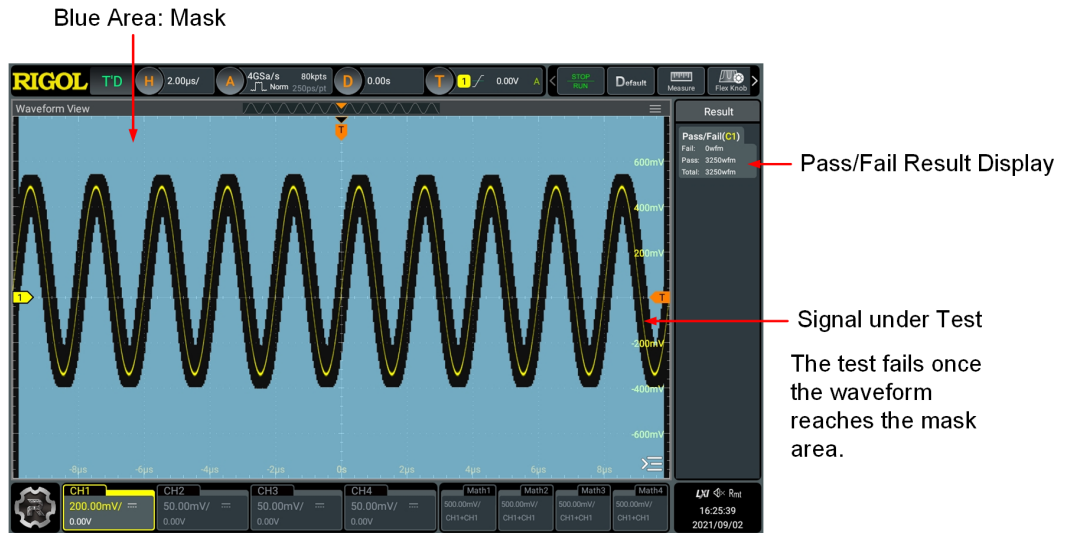 Blue Area: Mask
RIGOL T'D H 2.00μs/ A 4GSa/s 80kpts Norm 250ps/pt D 0.00s T 1 0.00V A < STOP RUN Default Measure Flex Knob >
Waveform View
T
Result
Pass/Fail(C1)
Fail: 0wfm
Pass: 3250wfm
Total: 3250wfm
Pass/Fail Result Display
600mV
400mV
200mV
1
T
Signal under Test
-200mV
The test fails once
the waveform
reaches the mask
area.
-400mV
-600mV
-8μs -6μs -4μs -2μs 0s 2μs 4μs 6μs 8μs
CH1 CH2 CH3 CH4 Math1 Math2 Math3 Math4
200.00mV/ 50.00mV/ 50.00mV/ 50.00mV/ 500.00mV/ 500.00mV/ 500.00mV/ 500.00mV/
0.00V 0.00V 0.00V 0.00V CH1+CH1 CH1+CH1 CH1+CH1 CH1+CH1
LXI Rmt
16:25:39
2021/09/02